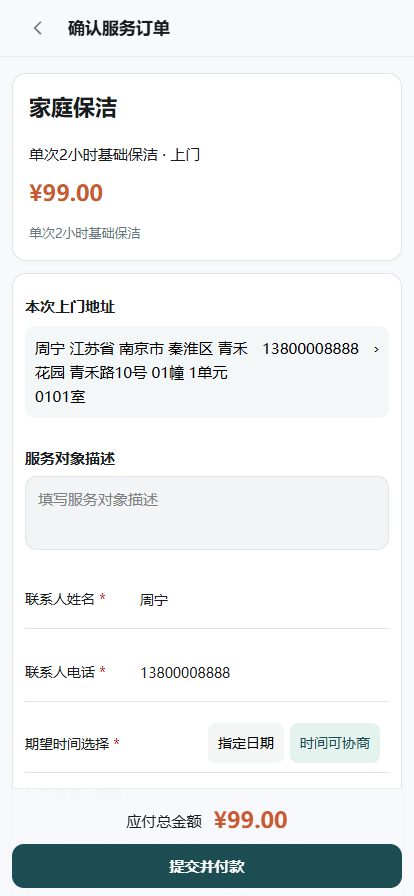 确认服务订单
家庭保洁
单次2小时基础保洁 · 上门
¥99.00
单次2小时基础保洁
本次上门地址
周宁 江苏省 南京市 秦淮区 青禾 13800008888 ›
花园 青禾路10号 01幢 1单元
0101室
服务对象描述
填写服务对象描述
联系人姓名 * 周宁
联系人电话 * 13800008888
期望时间选择 * 指定日期 时间可协商
应付总金额 ¥99.00
提交并付款